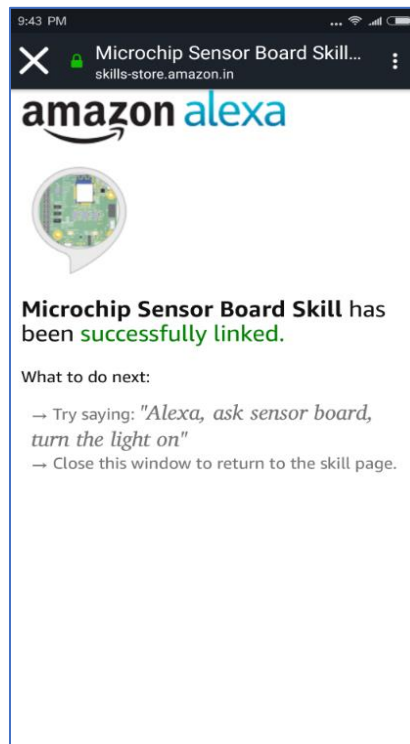 9:43 PM ...
Microchip Sensor Board Skill...
skills-store.amazon.in
amazon alexa
Microchip Sensor Board Skill has
been successfully linked.
What to do next:
→ Try saying: "Alexa, ask sensor board,
turn the light on"
→ Close this window to return to the skill page.